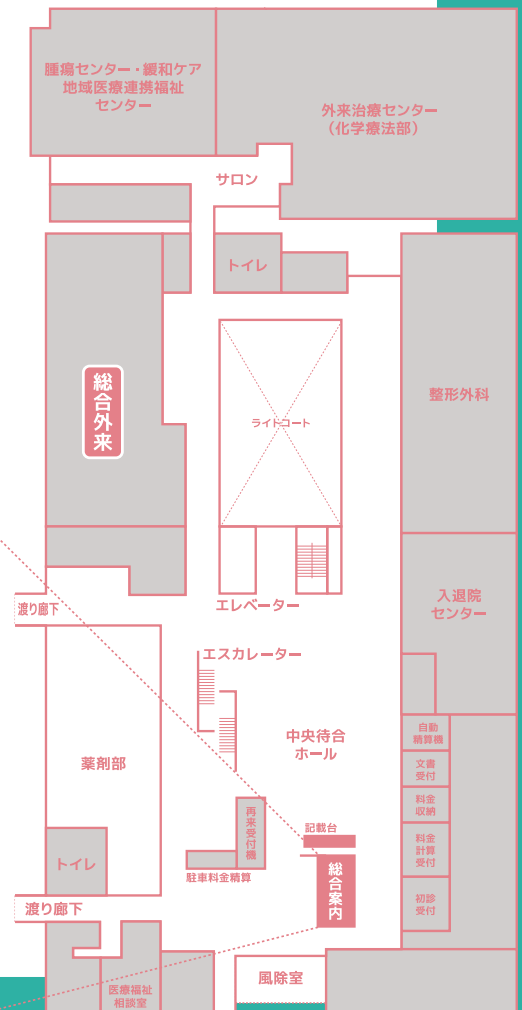 腫瘍センター・緩和ケア
地域医療連携福祉
センター
外来治療センター
（化学療法部）
サロン
トイレ
総合外来
整形外科
ライトコート
入退院
センター
エレベーター
渡り廊下
エスカレーター
自動
精算機
中央待合
ホール
文書
受付
薬剤部
料金
収納
再来受付機
記載台
料金
計算
受付
トイレ
総合案内
駐車料金精算
初診
受付
渡り廊下
風除室
医療福祉
相談室